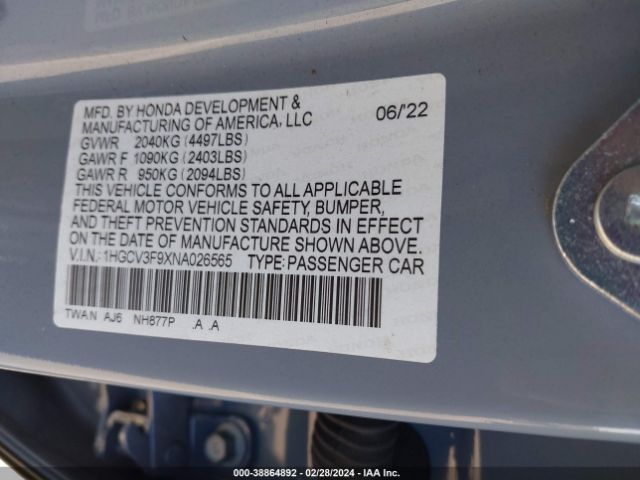 MFD. BY HONDA DEVELOPMENT & MANUFACTURING OF AMERICA, LLC 06/'22
GVWR 2040KG (4497LBS)
GAWR F 1090KG (2403LBS)
GAWR R 950KG (2094LBS)
THIS VEHICLE CONFORMS TO ALL APPLICABLE
FEDERAL MOTOR VEHICLE SAFETY, BUMPER,
AND THEFT PREVENTION STANDARDS IN EFFECT
ON THE DATE OF MANUFACTURE SHOWN ABOVE.
V.I.N.: 1HGCV3F9XNA026565 TYPE: PASSENGER CAR
TWAN AJ6 NH877P .A .A
000-38864892 — 02/28/2024 — IAA Inc.